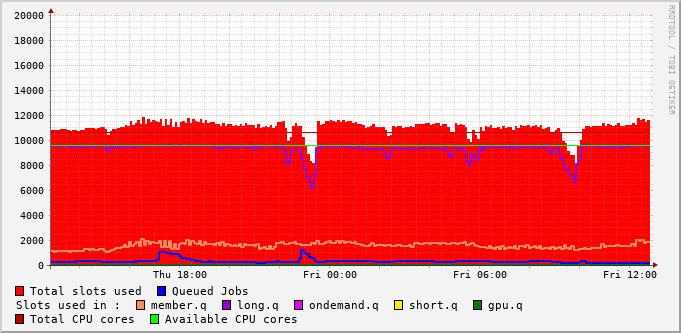 RRDTOOL / TOBI OETIKER
20000
18000
16000
14000
12000
10000
8000
6000
4000
2000
0
Thu 18:00 Fri 00:00 Fri 06:00 Fri 12:00
Total slots used Queued Jobs
Slots used in : member.q long.q ondemand.q short.q gpu.q
Total CPU cores Available CPU cores